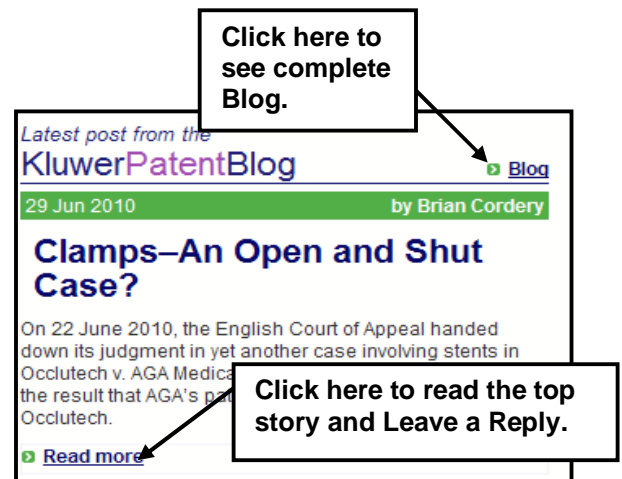 Click here to
see complete
Blog.
Latest post from the
KluwerPatentBlog
Blog
29 Jun 2010 by Brian Cordery
Clamps–An Open and Shut
Case?
On 22 June 2010, the English Court of Appeal handed
down its judgment in yet another case involving stents in
Occlutech v. AGA
the result that AGA's
Occlutech.
Click here to read the top
story and Leave a Reply.
Read more